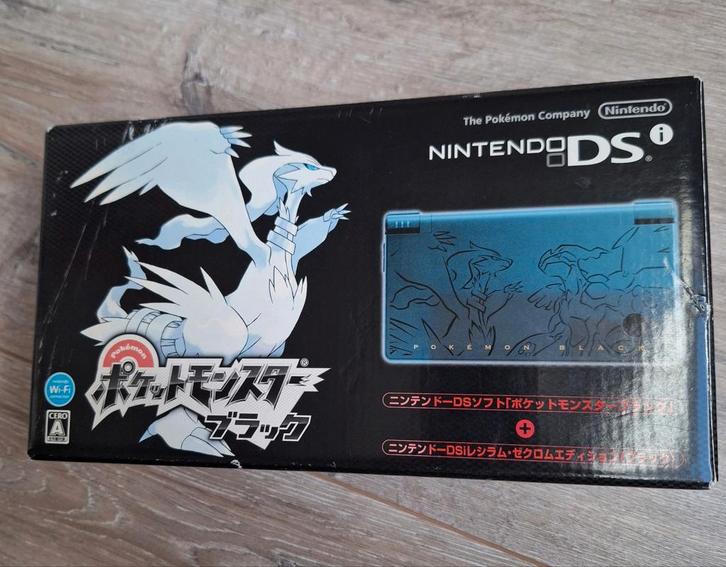 The Pokémon Company Nintendo
NINTENDO DSi
Pokémon
ポケットモンスター
ブラック
POKÉMON BLACK
Nintendo
Wi-Fi
CONNECTION
CERO
A
ニンテンドーDSソフト「ポケットモンスターブラック」
+
ニンテンドーDSiレシラム・ゼクロムエディション(ブラック)